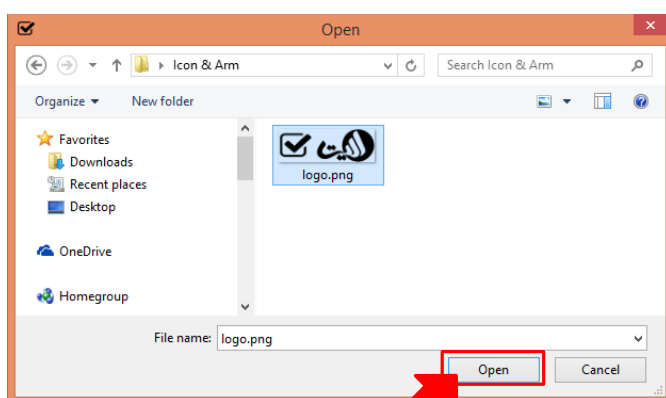 Open
Icon & Arm
Search Icon & Arm
Organize
New folder
Favorites
Downloads
Recent places
Desktop
OneDrive
Homegroup
logo.png
File name:
logo.png
Open
Cancel